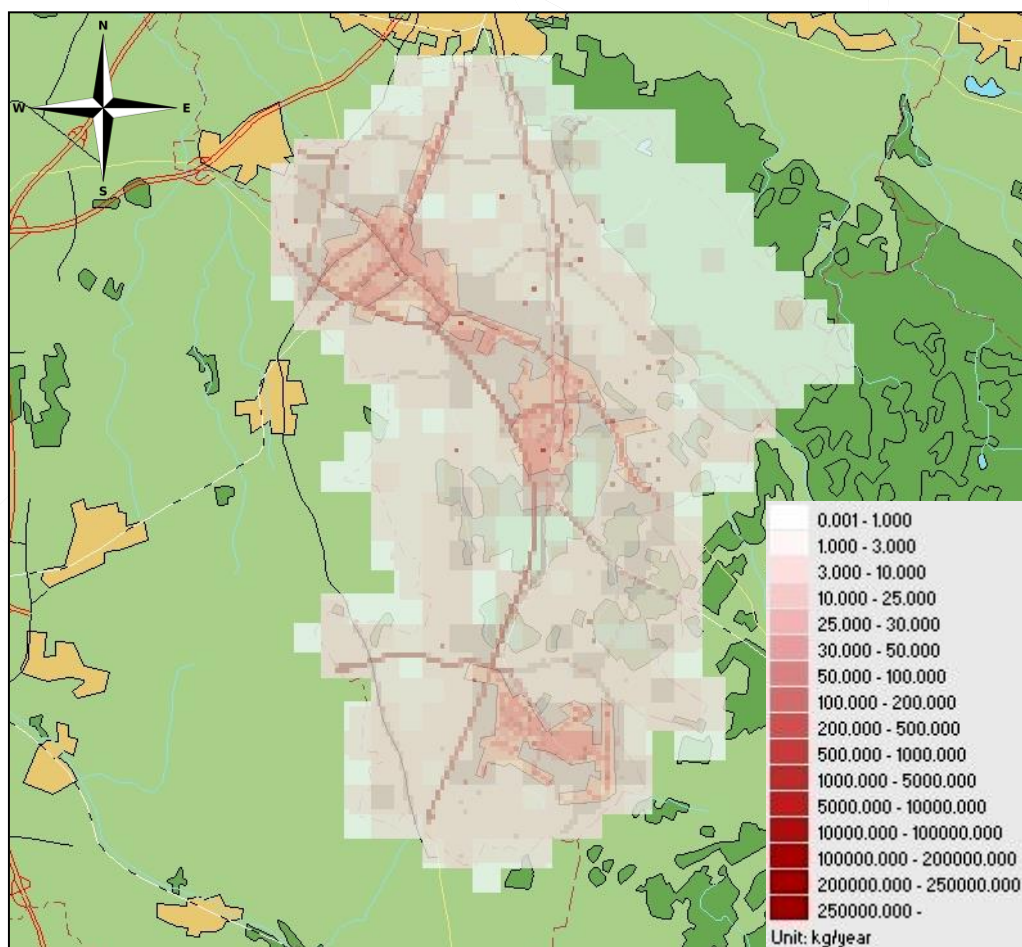 N
W
E
S
0.001 - 1.000
1.000 - 3.000
3.000 - 10.000
10.000 - 25.000
25.000 - 30.000
30.000 - 50.000
50.000 - 100.000
100.000 - 200.000
200.000 - 500.000
500.000 - 1000.000
1000.000 - 5000.000
5000.000 - 10000.000
10000.000 - 100000.000
100000.000 - 200000.000
200000.000 - 250000.000
250000.000 -
Unit: kg/year